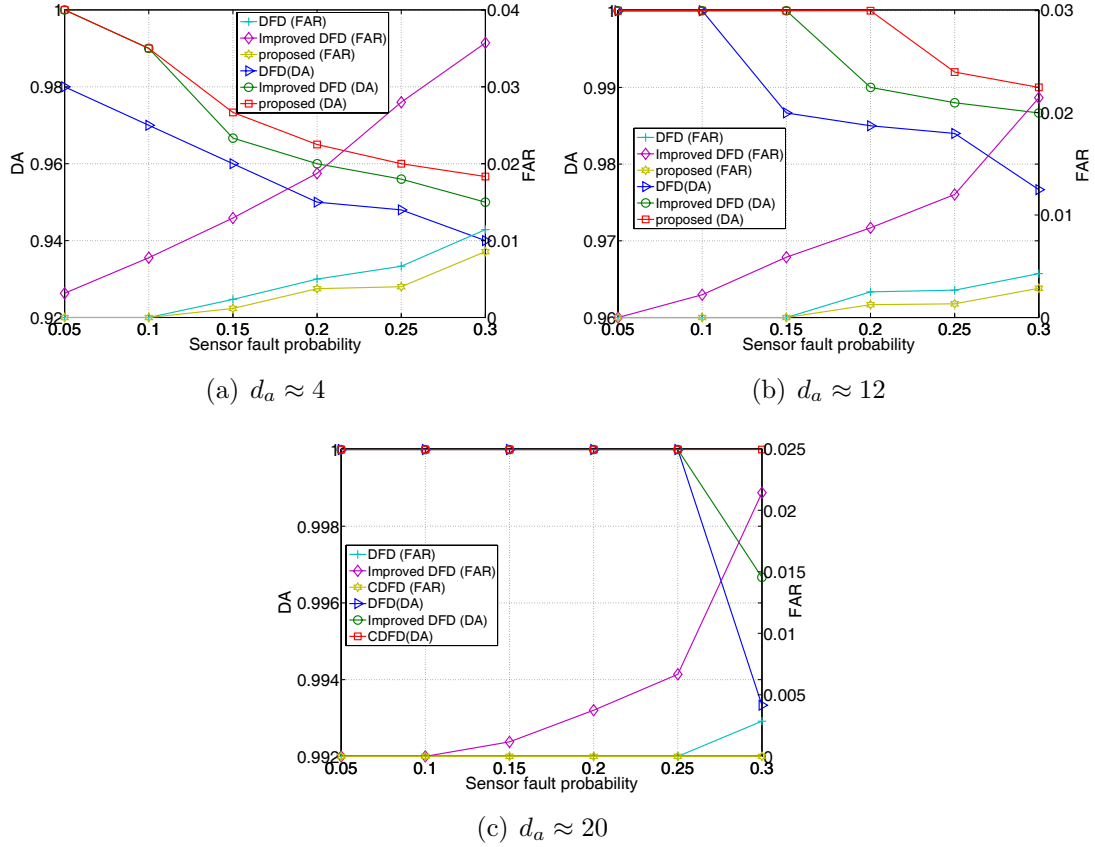 1
0.98
0.96
0.94
0.92
DA
0.04
0.03
0.02
0.01
0
FAR
DFD (FAR)
Improved DFD (FAR)
proposed (FAR)
DFD(DA)
Improved DFD (DA)
proposed (DA)
0.05 0.1 0.15 0.2 0.25 0.3
Sensor fault probability
(a) dₐ ≈ 4
1
0.99
0.98
0.97
0.96
DA
0.03
0.02
0.01
0
FAR
DFD (FAR)
Improved DFD (FAR)
proposed (FAR)
DFD(DA)
Improved DFD (DA)
proposed (DA)
0.05 0.1 0.15 0.2 0.25 0.3
Sensor fault probability
(b) dₐ ≈ 12
1
0.998
0.996
0.994
0.992
DA
0.025
0.02
0.015
0.01
0.005
0
FAR
DFD (FAR)
Improved DFD (FAR)
CDFD (FAR)
DFD(DA)
Improved DFD (DA)
CDFD(DA)
0.05 0.1 0.15 0.2 0.25 0.3
Sensor fault probability
(c) dₐ ≈ 20